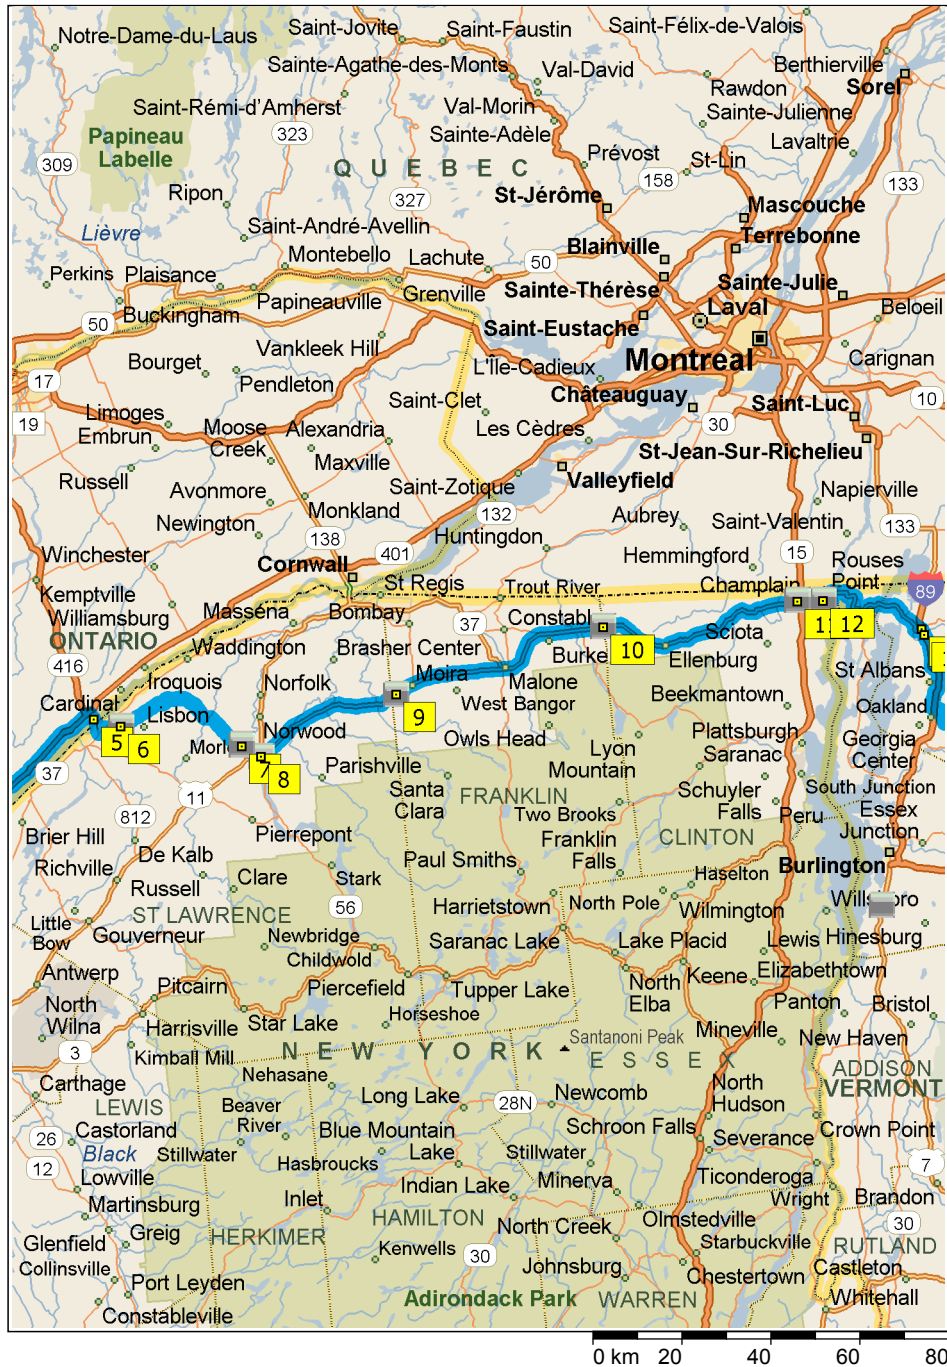 Notre-Dame-du-Laus
Saint-Jovite
Saint-Faustin
Saint-Félix-de-Valois
Sainte-Agathe-des-Monts
Val-David
Berthierville
Rawdon
Sorel
Saint-Rémi-d'Amherst
Val-Morin
Sainte-Julienne
Papineau
Labelle
323
Sainte-Adèle
Lavaltrie
309
QUEBEC
Prévost
St-Lin
158
133
Ripon
327
St-Jérôme
Mascouche
Lièvre
Saint-André-Avellin
Blainville
Terrebonne
Perkins
Plaisance
Montebello
Lachute
50
Sainte-Thérèse
Sainte-Julie
Buckingham
Papineauville
Grenville
Laval
Beloeil
50
Saint-Eustache
Vankleek Hill
Bourget
L'Île-Cadieux
Montreal
Carignan
17
Pendleton
Châteauguay
10
Saint-Clet
Saint-Luc
19
Limoges
Embrun
Moose
Creek
Alexandria
Les Cèdres
30
St-Jean-Sur-Richelieu
Russell
Maxville
Saint-Zotique
Valleyfield
Avonmore
Napierville
Newington
Monkland
132
Aubrey
Saint-Valentin
133
Winchester
138
401
Huntingdon
Hemmingford
15
Rouses
Point
Cornwall
St Regis
Trout River
Champlain
89
Kemptville
Williamsburg
Massena
Bombay
37
Constabl
11
12
ONTARIO
Waddington
Brasher Center
Burke
10
Sciota
Ellenburg
416
Iroquois
Norfolk
Moira
Malone
St Albans
Cardinal
Lisbon
West Bangor
Beekmantown
Oakland
5
6
Morl
Norwood
9
Owls Head
Lyon
Mountain
Plattsburgh
Georgia
Center
37
7
8
Parishville
Saranac
11
Santa
Clara
FRANKLIN
Schuyler
Falls
South Junction
812
Two Brooks
Peru
Essex
Junction
Brier Hill
Pierrepont
Franklin
Falls
CLINTON
Richville
De Kalb
Paul Smiths
Burlington
Russell
Clare
Stark
Haselton
ST LAWRENCE
56
Harrietstown
North Pole
Wilmington
Wills
oro
Little
Bow
Gouverneur
Newbridge
Saranac Lake
Lake Placid
Lewis
Hinesburg
Childwold
Antwerp
Pitcairn
Piercefield
Tupper Lake
North
Elba
Keene
Elizabethtown
North
Wilna
Harrisville
Star Lake
Horseshoe
Panton
Bristol
Mineville
Santanoni Peak
New Haven
3
Kimball Mill
NEW YORK
ESSEX
ADDISON
Carthage
Nehasane
VERMONT
LEWIS
Long Lake
28N
Newcomb
North
Hudson
Castorland
Beaver
River
Blue Mountain
Lake
Schroon Falls
Severance
Crown Point
26
Black
Stillwater
Hasbroucks
Stillwater
12
Lowville
Minerva
Ticonderoga
7
Martinsburg
Inlet
Indian Lake
Wright
Brandon
Greig
HERKIMER
HAMILTON
North Creek
Olmstedville
30
Glenfield
Kenwells
30
Starbuckville
RUTLAND
Collinsville
Johnsburg
Chestertown
Castleton
Port Leyden
Adirondack Park
WARREN
Whitehall
Constableville
0 km 20 40 60 80